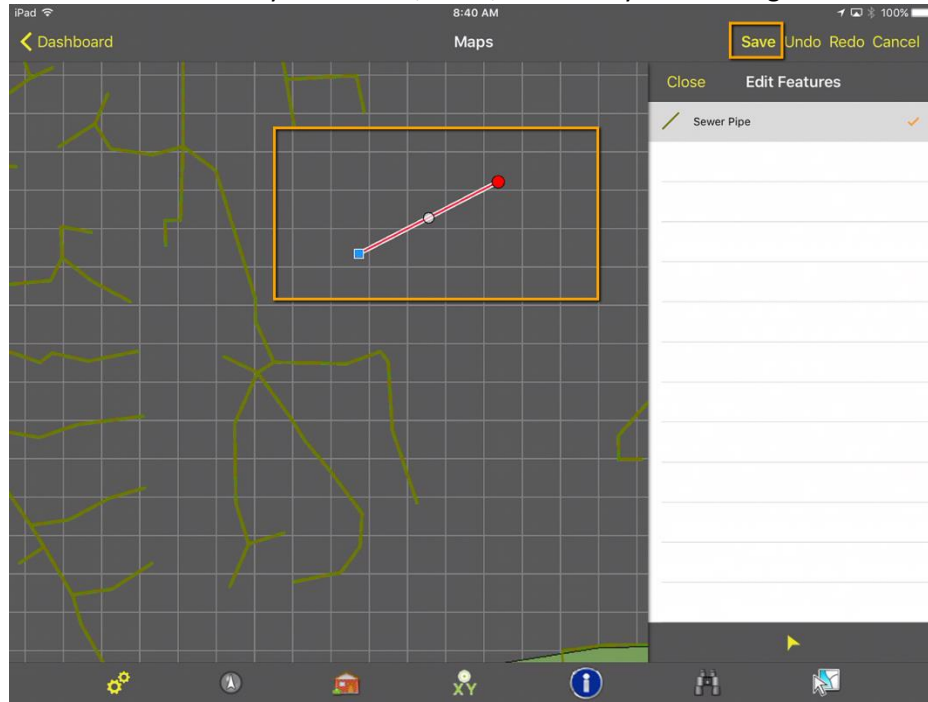 iPad 8:40 AM 100%
Dashboard Maps Save Undo Redo Cancel
Close Edit Features
Sewer Pipe
XY